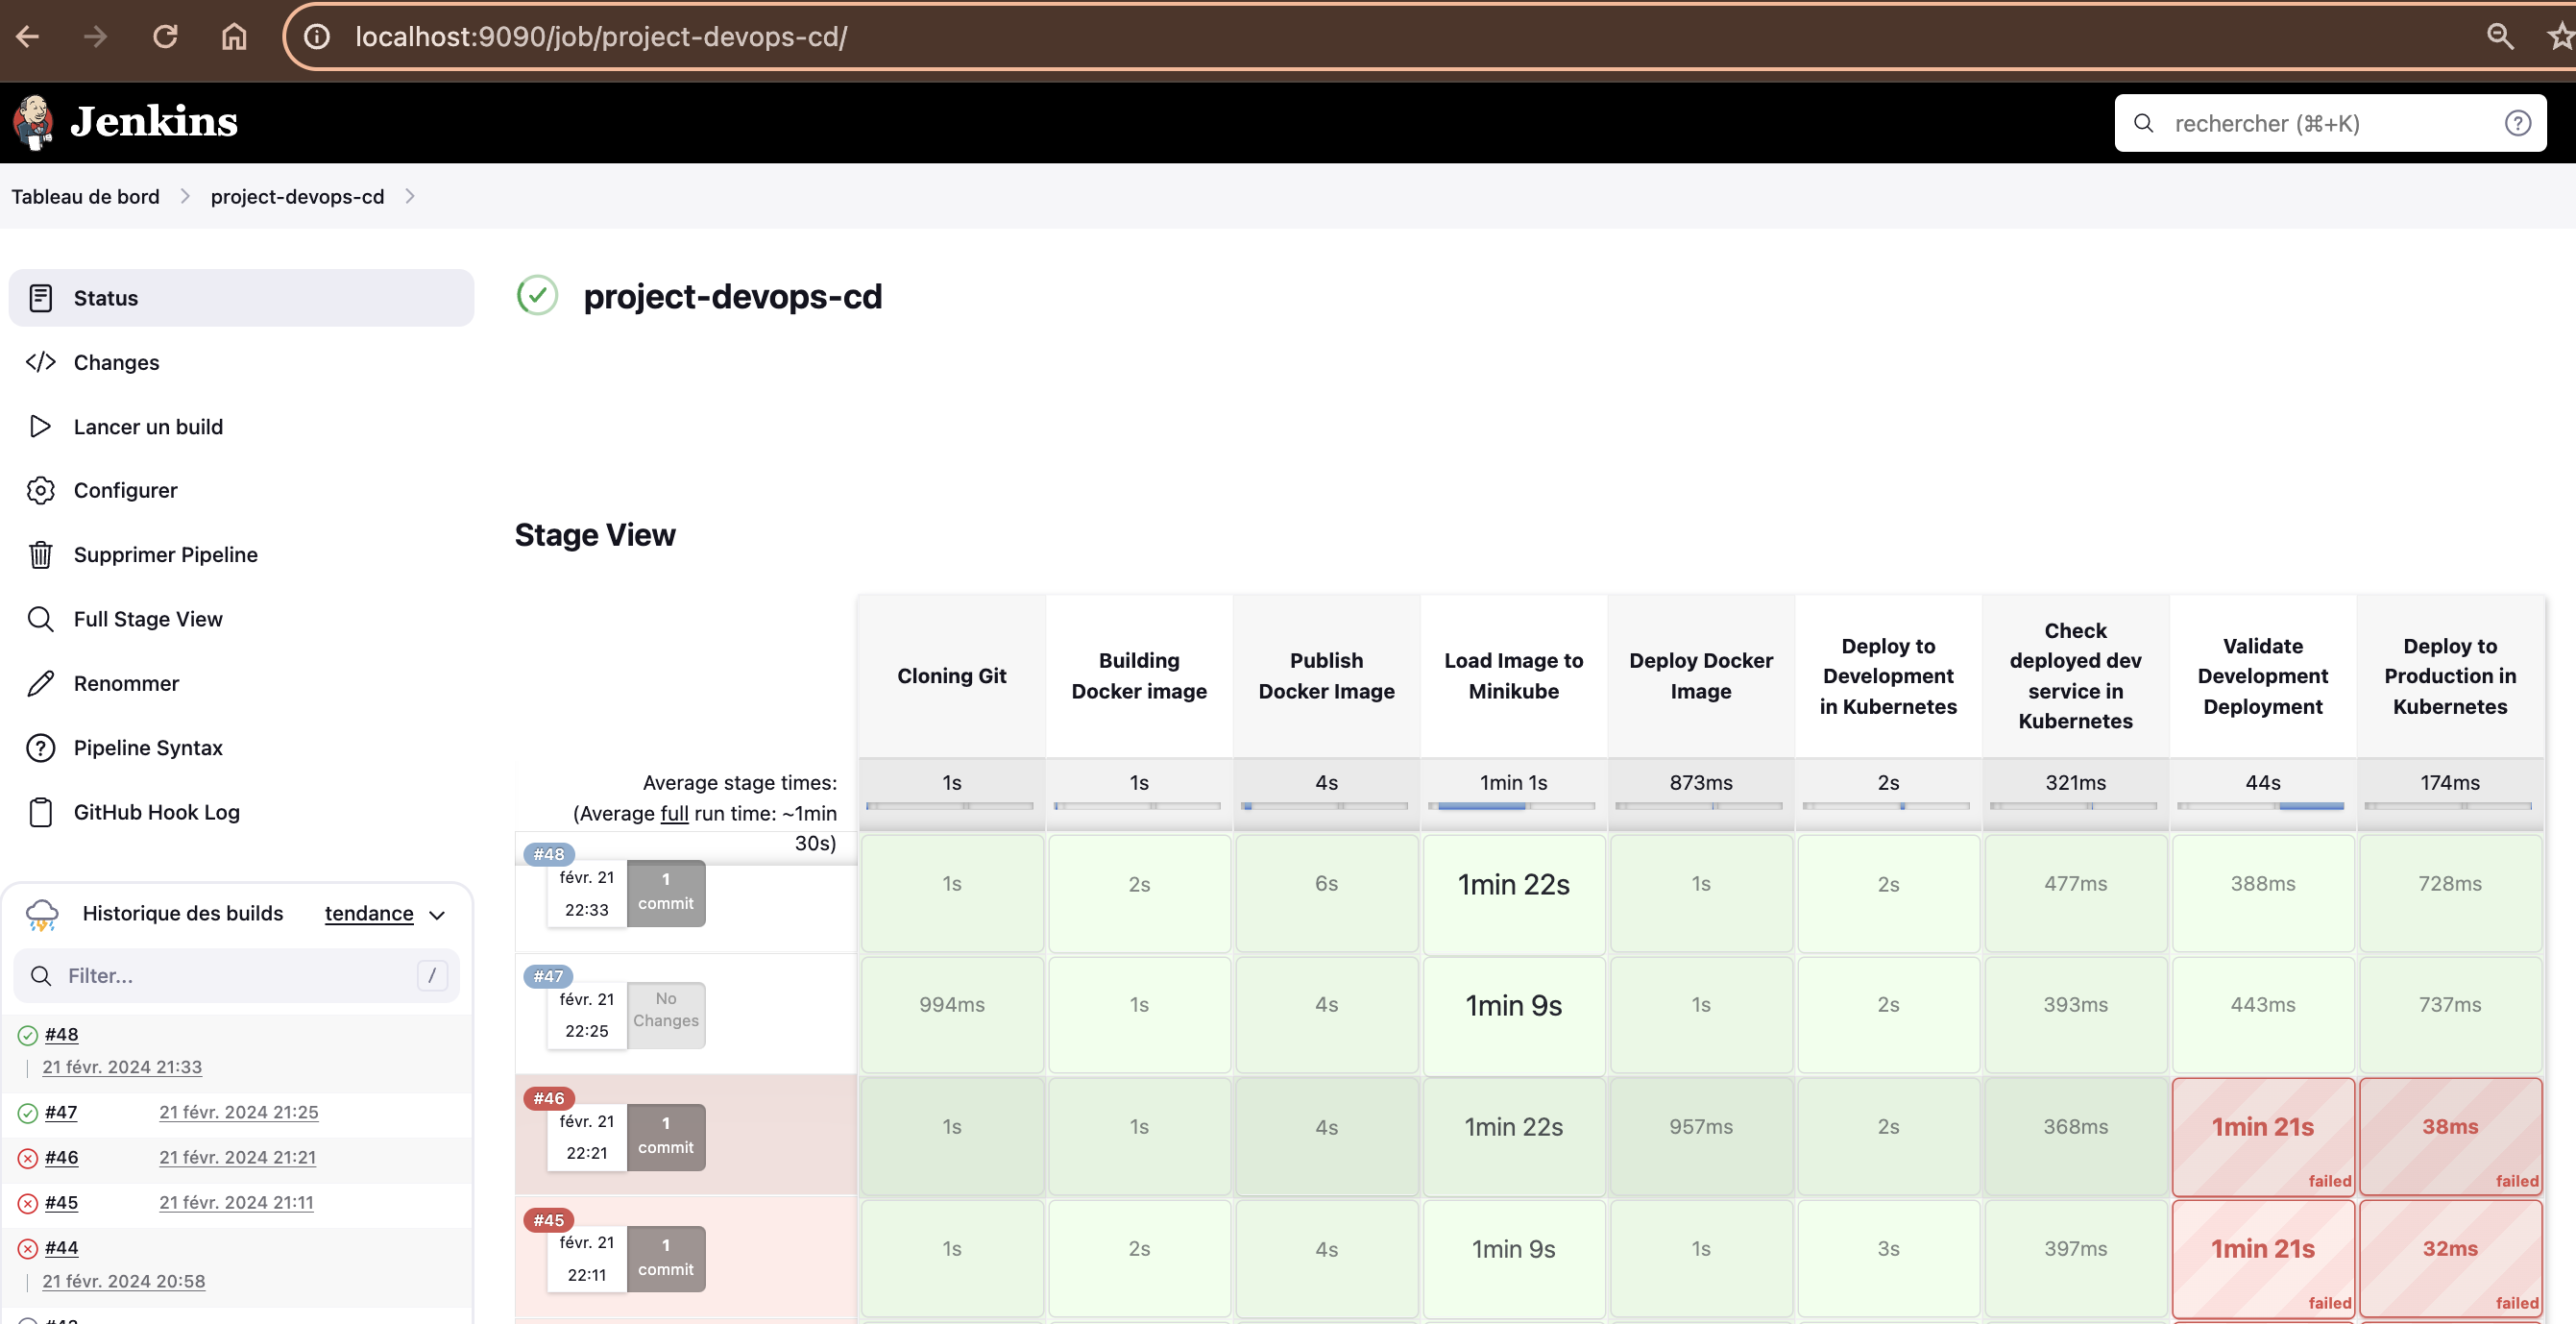 localhost:9090/job/project-devops-cd/
Jenkins
rechercher (⌘+K)
Tableau de bord
project-devops-cd
Status
Changes
Lancer un build
Configurer
Supprimer Pipeline
Full Stage View
Renommer
Pipeline Syntax
GitHub Hook Log
Historique des builds
tendance
Filter...
/
#48
21 févr. 2024 21:33
#47 21 févr. 2024 21:25
#46 21 févr. 2024 21:21
#45 21 févr. 2024 21:11
#44
21 févr. 2024 20:58
project-devops-cd
Stage View
Cloning Git
Building
Docker image
Publish
Docker Image
Load Image to
Minikube
Deploy Docker
Image
Deploy to
Development
in Kubernetes
Check
deployed dev
service in
Kubernetes
Validate
Development
Deployment
Deploy to
Production in
Kubernetes
Average stage times:
(Average full run time: ~1min
30s)
1s 1s 4s 1min 1s 873ms 2s 321ms 44s 174ms
#48
févr. 21
22:33
1
commit
1s 2s 6s 1min 22s 1s 2s 477ms 388ms 728ms
#47
févr. 21
22:25
No
Changes
994ms 1s 4s 1min 9s 1s 2s 393ms 443ms 737ms
#46
févr. 21
22:21
1
commit
1s 1s 4s 1min 22s 957ms 2s 368ms 1min 21s 38ms
failed failed
#45
févr. 21
22:11
1
commit
1s 2s 4s 1min 9s 1s 3s 397ms 1min 21s 32ms
failed failed